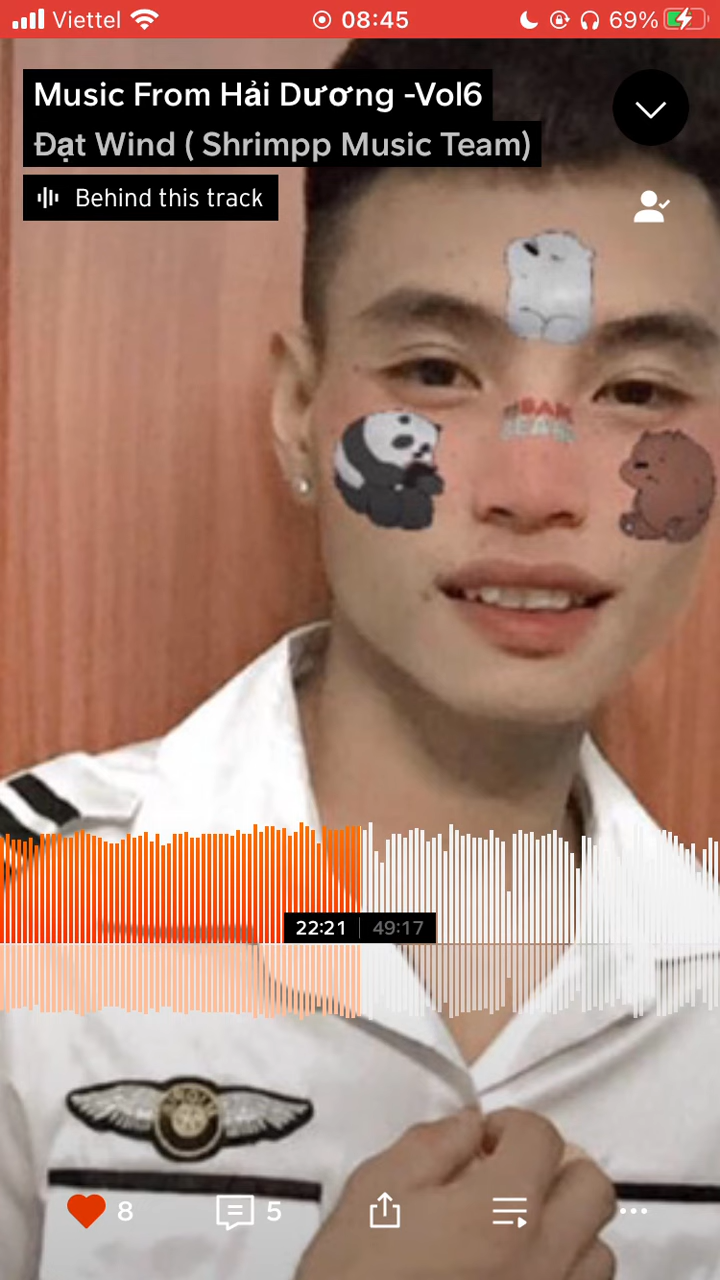 Viettel 08:45 69%
Music From Hải Dương -Vol6
Đạt Wind ( Shrimpp Music Team)
Behind this track
22:21 49:17
8 5